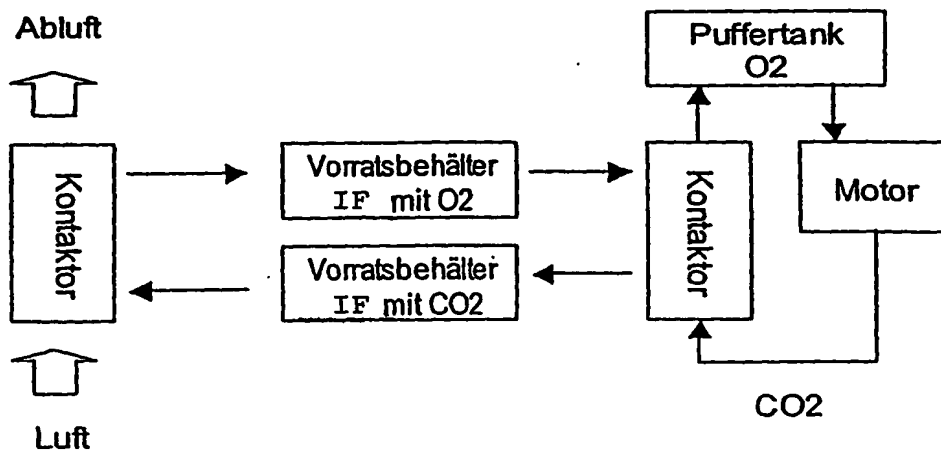 Abluft
Puffertank
O2
Kontaktor
Vorratsbehälter
IF mit O2
Kontaktor
Motor
Vorratsbehälter
IF mit CO2
CO2
Luft